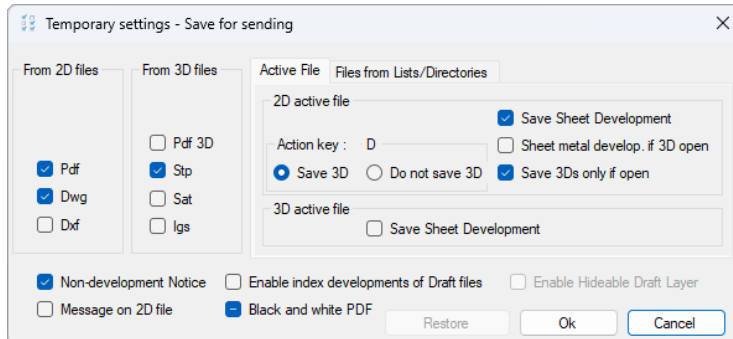 Temporary settings - Save for sending
From 2D files
From 3D files
Active File
Files from Lists/Directories
2D active file
Save Sheet Development
Pdf 3D
Action key : D
Sheet metal develop. if 3D open
Pdf
Stp
Save 3D
Do not save 3D
Save 3Ds only if open
Dwg
Sat
3D active file
Dxf
Igs
Save Sheet Development
Non-development Notice
Enable index developments of Draft files
Enable Hideable Draft Layer
Message on 2D file
Black and white PDF
Restore
Ok
Cancel